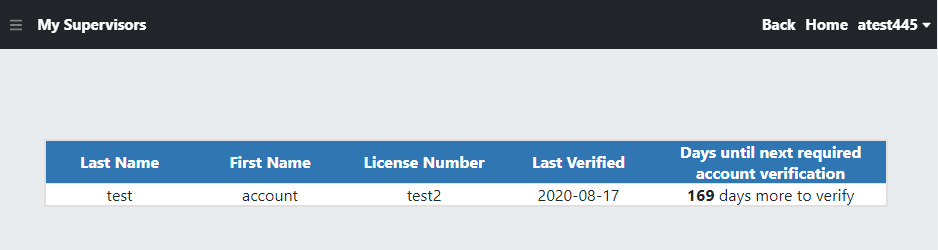 My Supervisors Back Home atest445
Last Name First Name License Number Last Verified Days until next required account verification
test account test2 2020-08-17 169 days more to verify